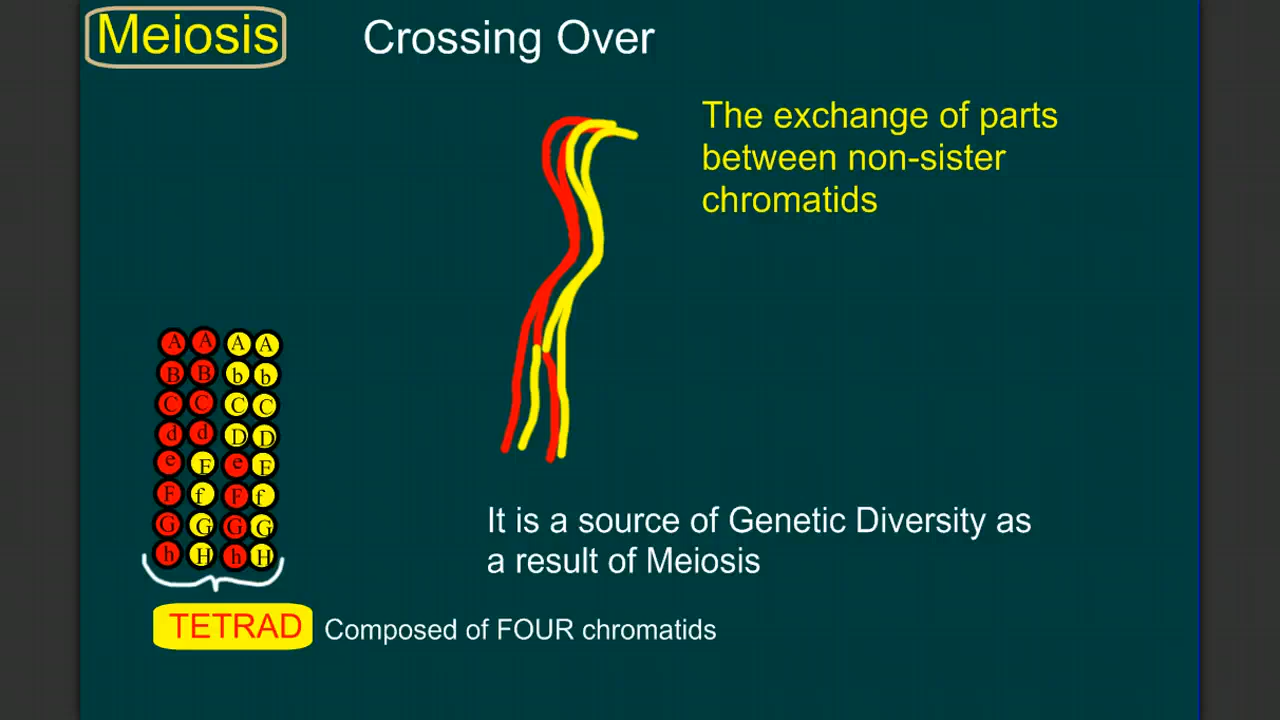 Meiosis Crossing Over
The exchange of parts
between non-sister
chromatids
A A A A
B B b b
C C C C
d d D D
e F e F
F f F f
G G G G
h H h H
It is a source of Genetic Diversity as
a result of Meiosis
TETRAD Composed of FOUR chromatids